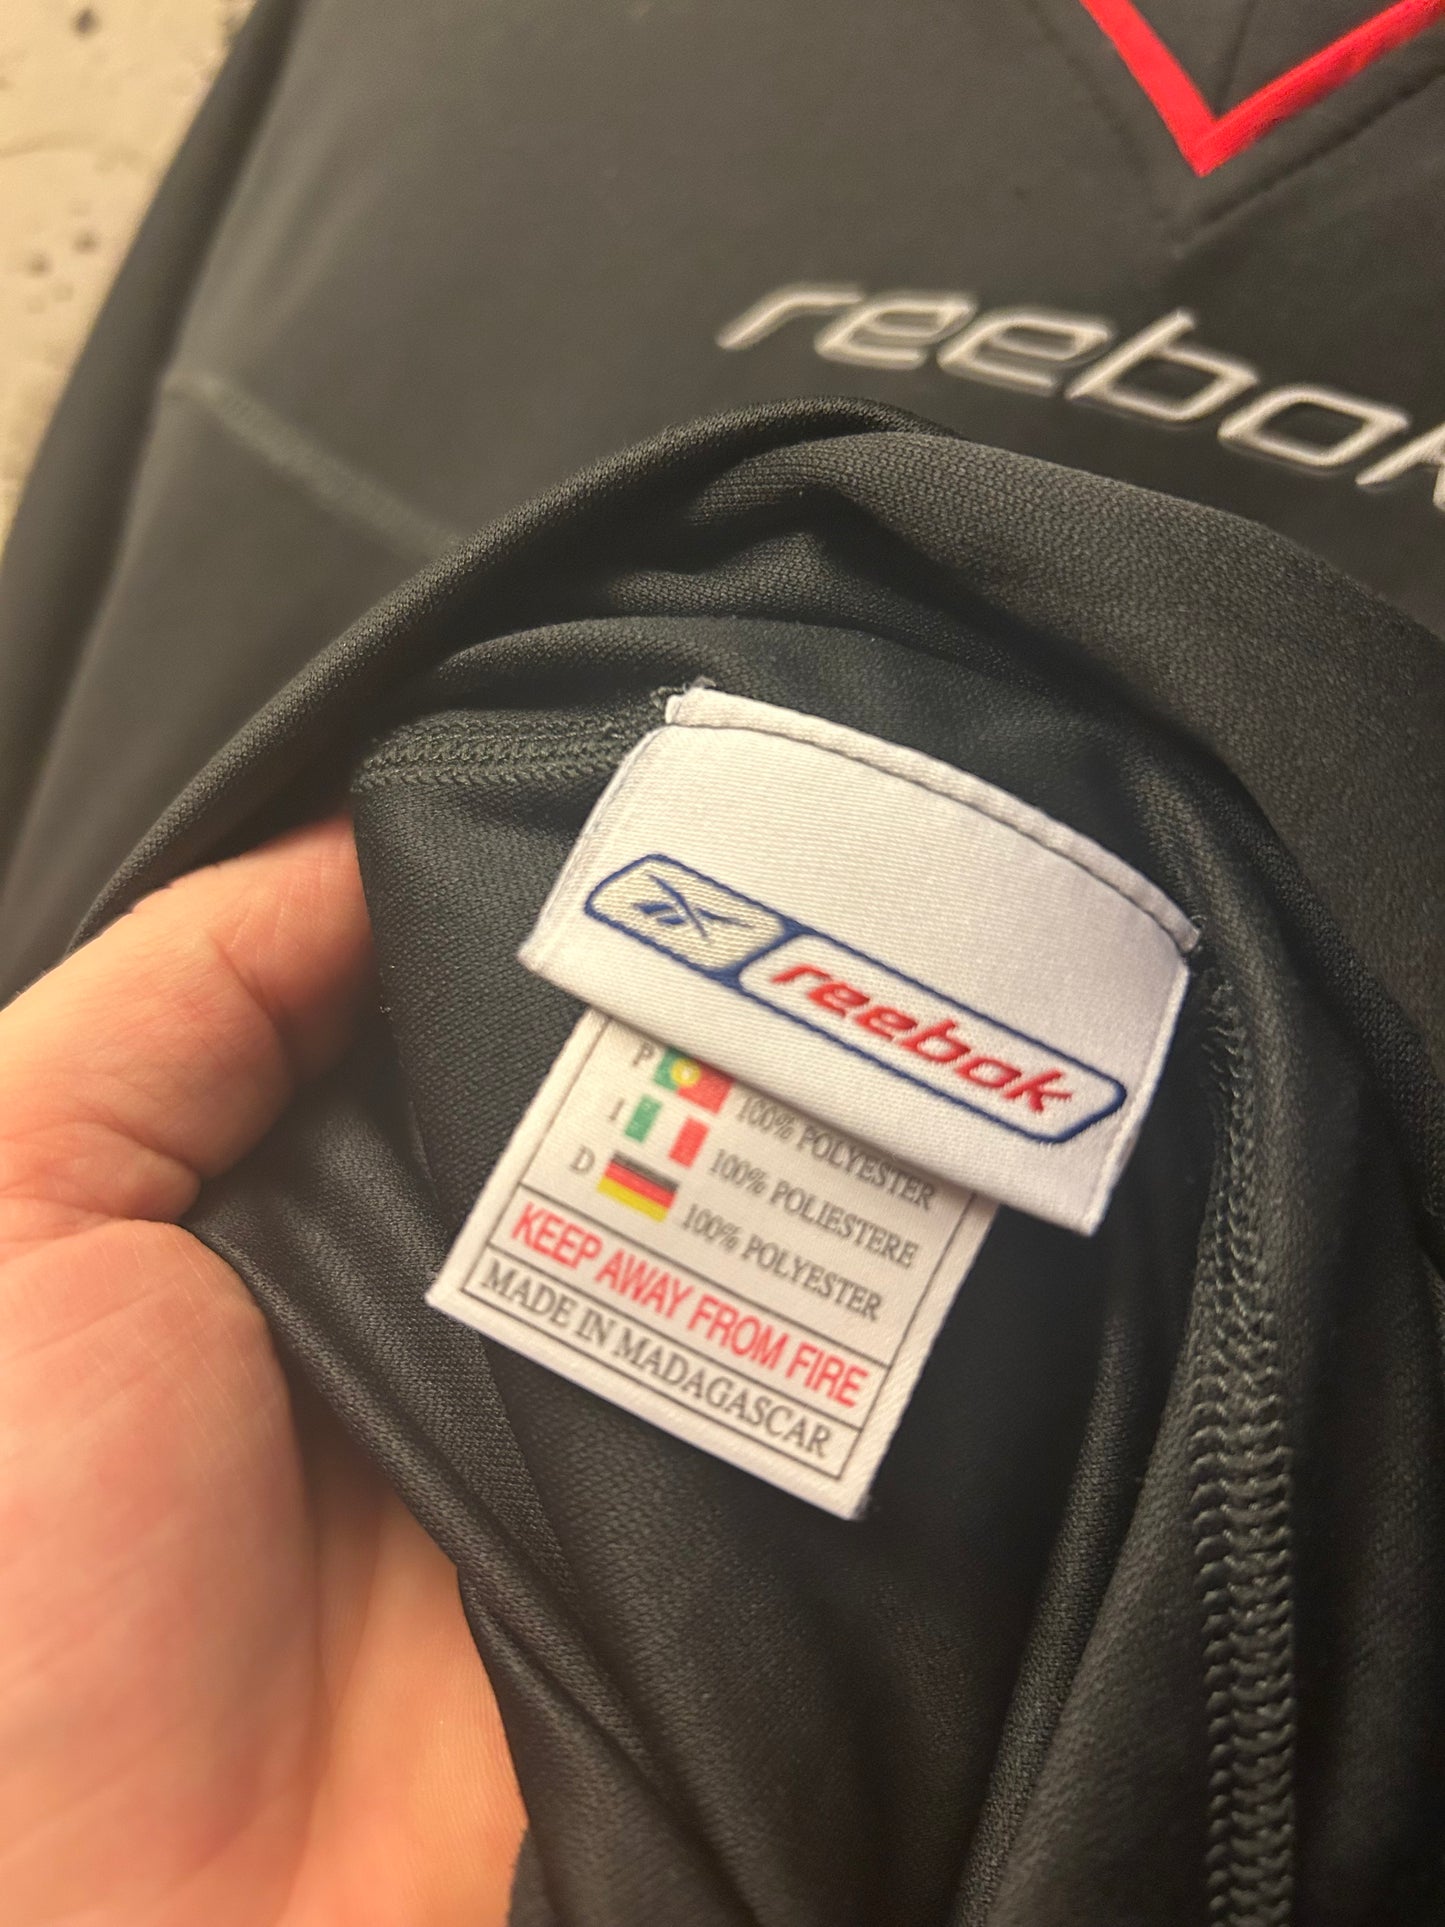 reebok
reebok
P 100% POLYESTER
I 100% POLIESTERE
D 100% POLYESTER
KEEP AWAY FROM FIRE
MADE IN MADAGASCAR